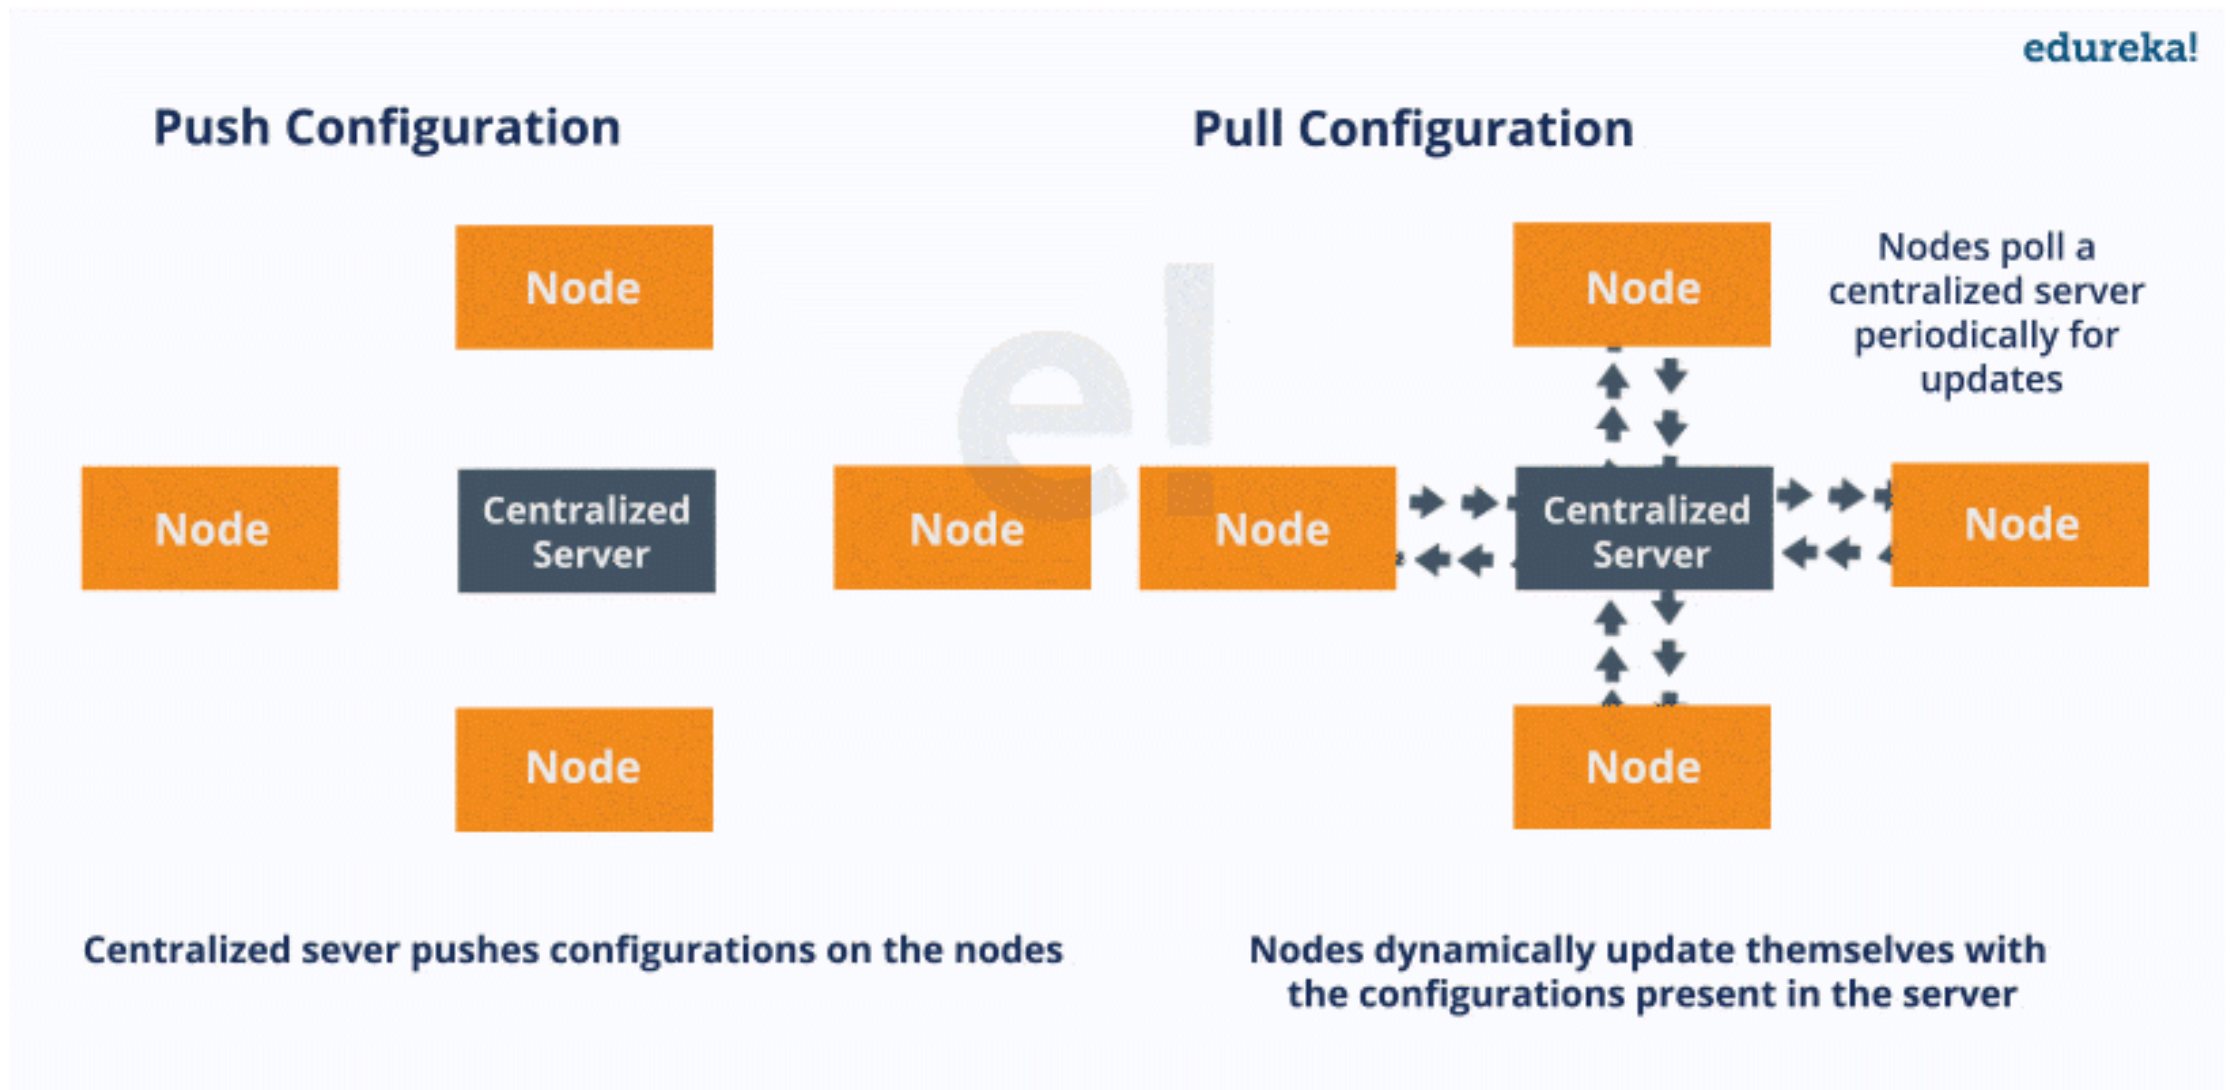 edureka!
Push Configuration
Node
Node
Centralized
Server
Node
Node
Centralized sever pushes configurations on the nodes
e!
Pull Configuration
Node
Nodes poll a
centralized server
periodically for
updates
Node
Centralized
Server
Node
Node
Nodes dynamically update themselves with
the configurations present in the server